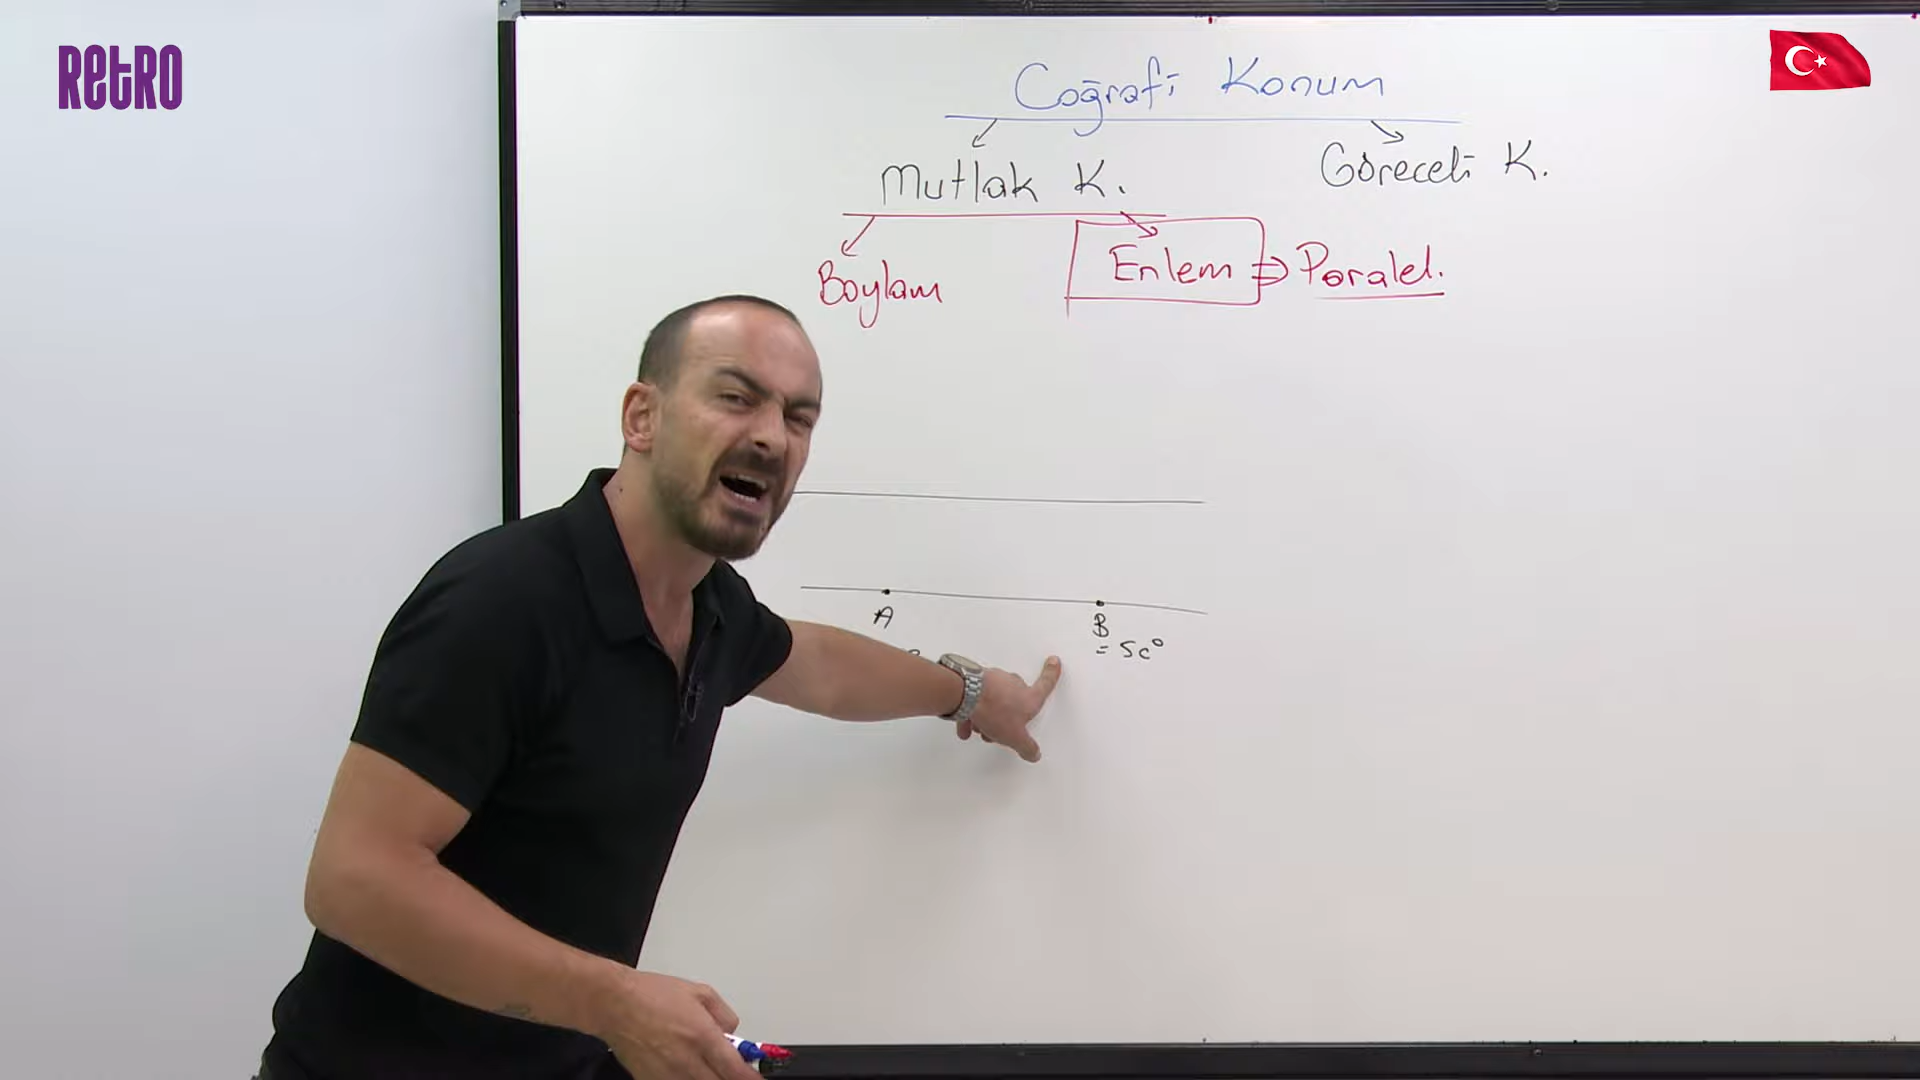 RETRO
Coğrafi Konum
Mutlak K.
Göreceli K.
Boylam
Enlem ⇒ Paralel.
A
B
= 50°